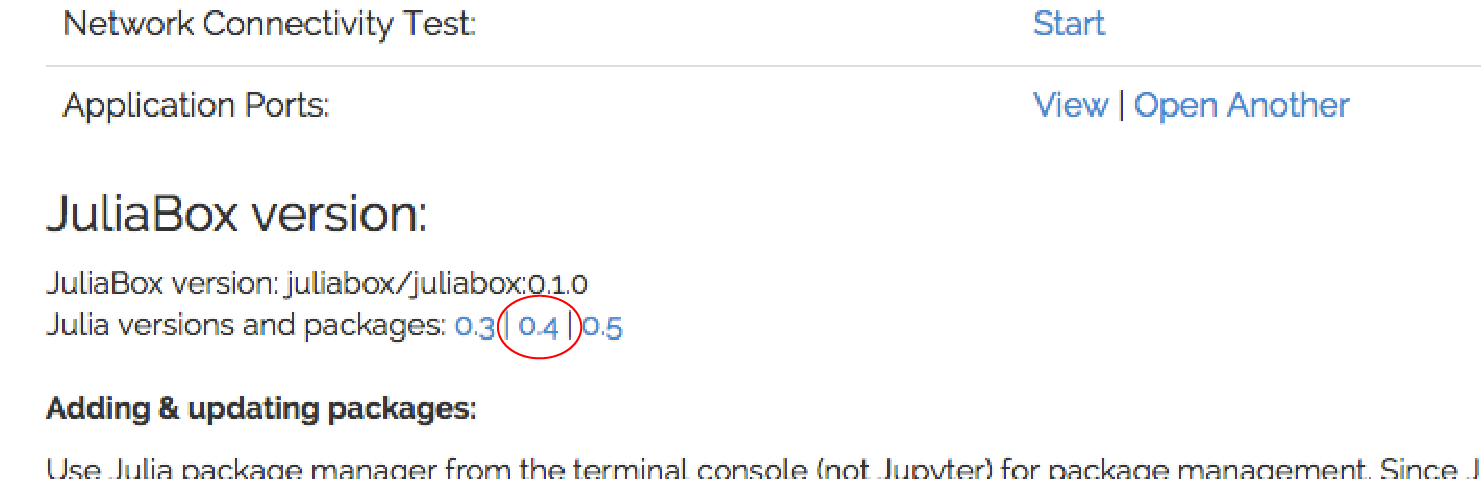 Network Connectivity Test: Start
Application Ports: View | Open Another
JuliaBox version:
JuliaBox version: juliabox/juliabox:0.1.0
Julia versions and packages: 0.3 | 0.4 | 0.5
Adding & updating packages:
Use Julia package manager from the terminal console (not Jupyter) for package management. Since J